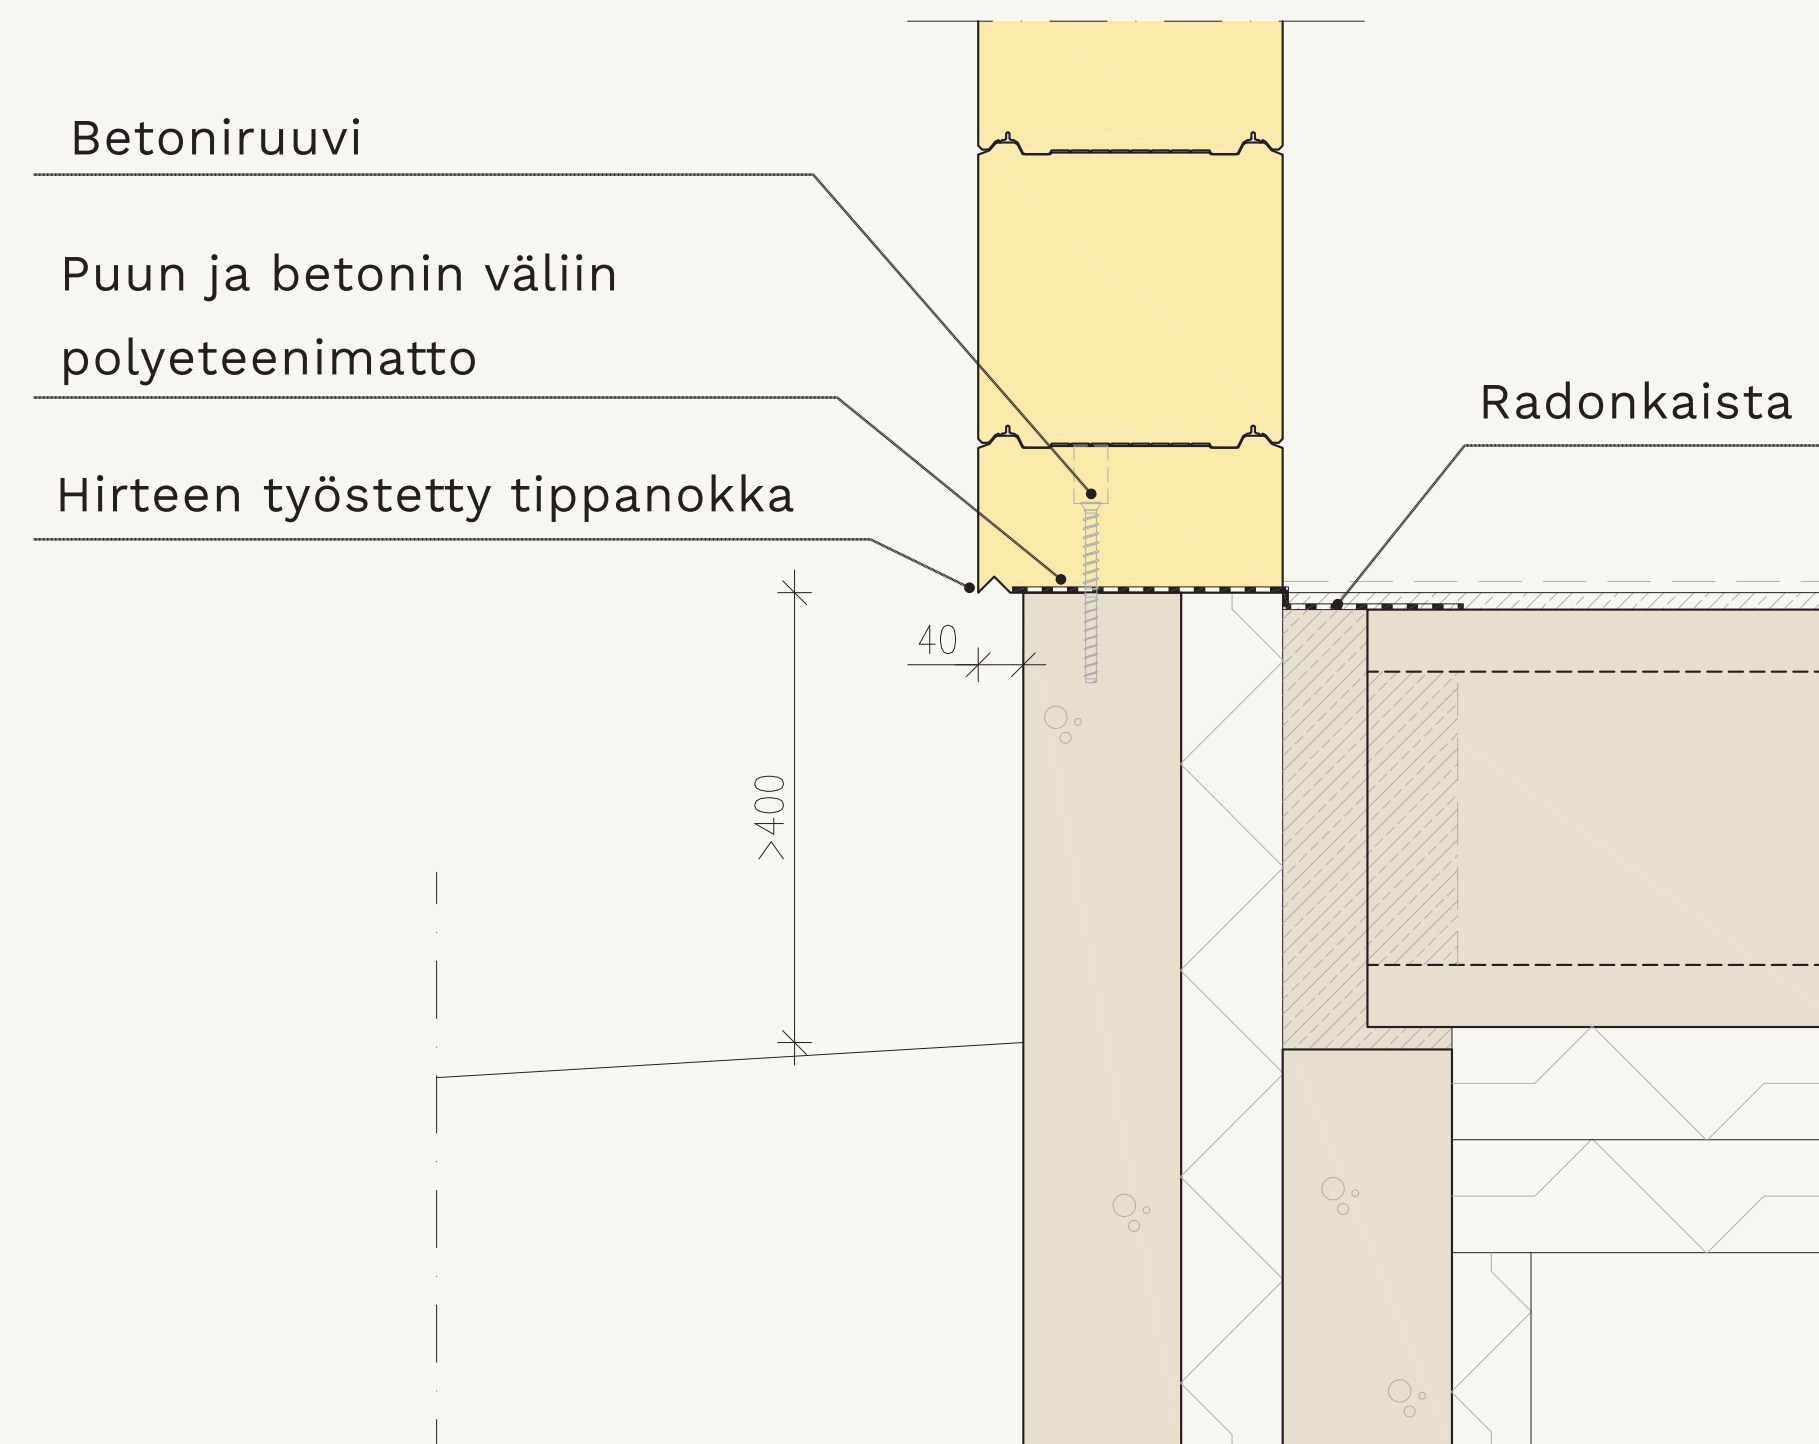 Betoniruuvi
Puun ja betonin väliin
polyeteenimatto
Hirteen työstetty tippanokka
Radonkaista
40
>400